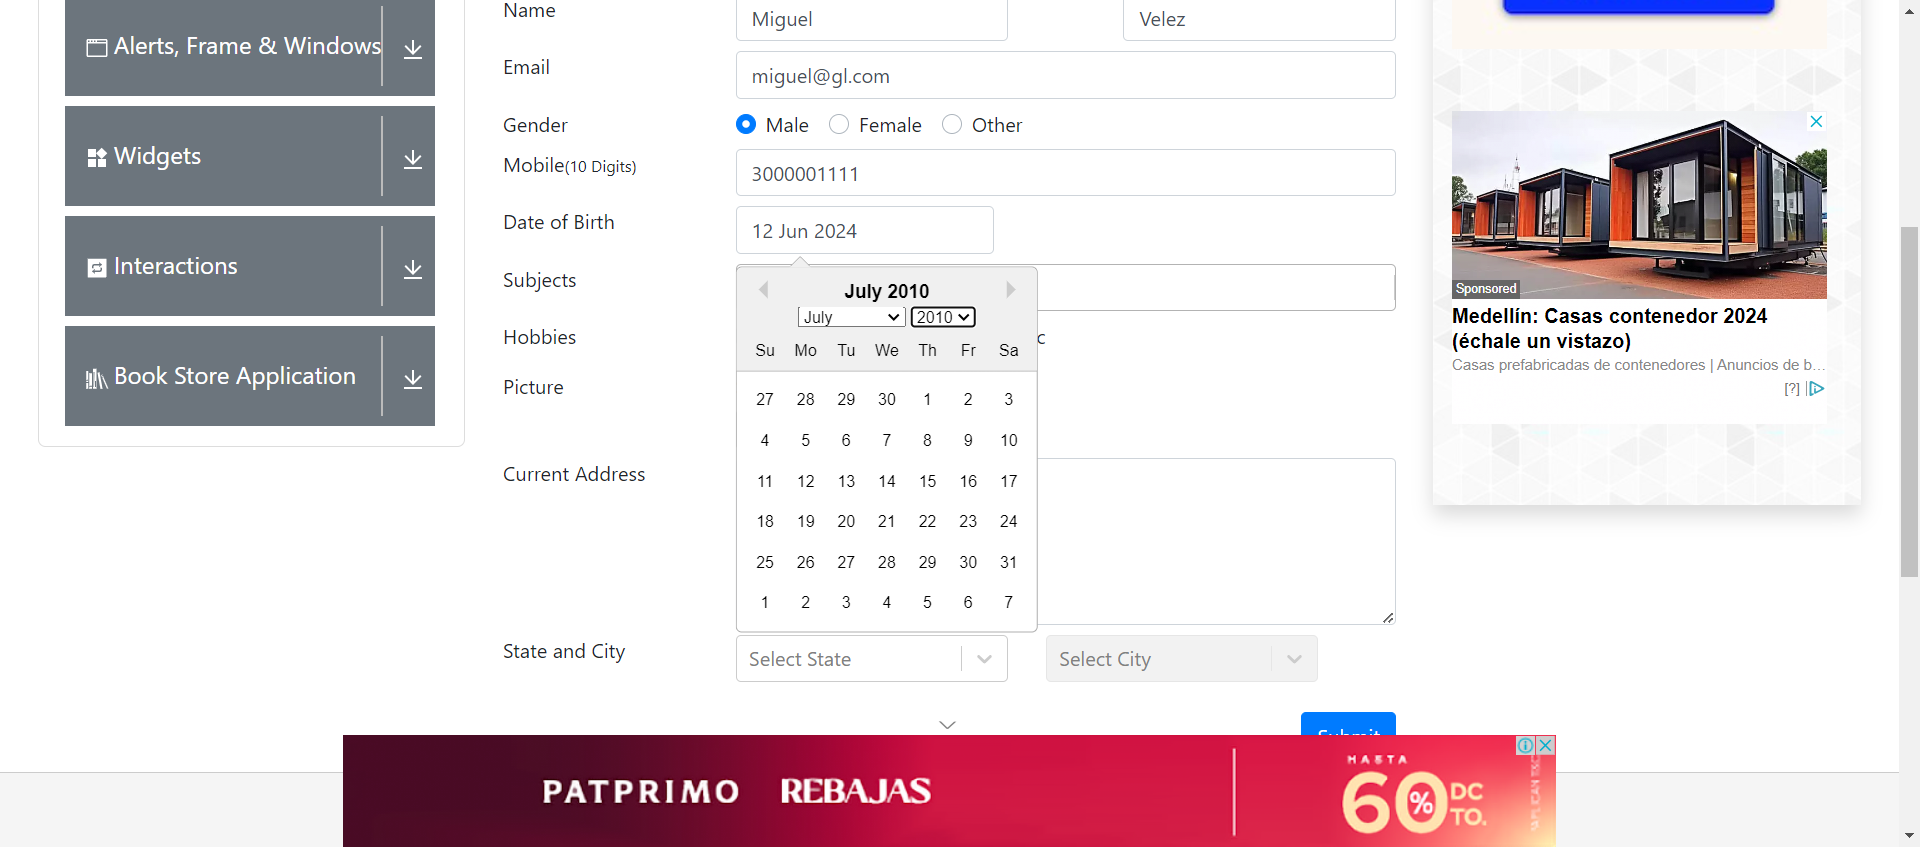 Alerts, Frame & Windows
Widgets
Interactions
Book Store Application
Name
Miguel
Velez
Email
miguel@gl.com
Gender
Male
Female
Other
Mobile(10 Digits)
3000001111
Date of Birth
12 Jun 2024
Subjects
July 2010
July
2010
Su Mo Tu We Th Fr Sa
27 28 29 30 1 2 3
4 5 6 7 8 9 10
11 12 13 14 15 16 17
18 19 20 21 22 23 24
25 26 27 28 29 30 31
1 2 3 4 5 6 7
Hobbies
c
Picture
Current Address
State and City
Select State
Select City
Submit
Sponsored
Medellín: Casas contenedor 2024
(échale un vistazo)
Casas prefabricadas de contenedores | Anuncios de b...
[?]
PATPRIMO REBAJAS
HASTA
60%
DC
TO.